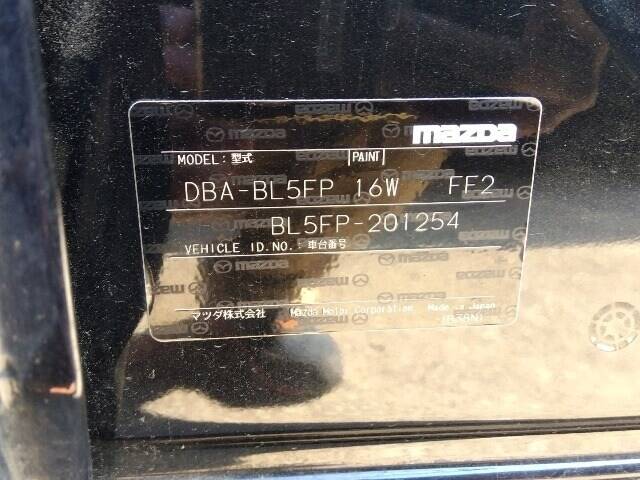 mazda
MODEL: 型式 PAINT
DBA-BL5FP 16W FF2
BL5FP-201254
VEHICLE ID.NO.: 車台番号
マツダ株式会社 Mazda Motor Corporation Made in Japan